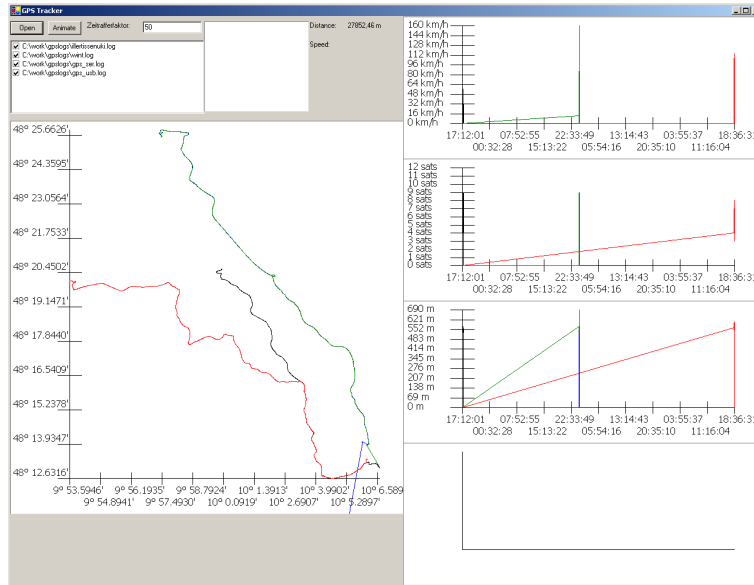 GPS Tracker
Open Animate Zeitrafferfaktor: 50 Distance: 27852,46 m
Speed:
C:\work\gpslogs\illertissenuki.log
C:\work\gpslogs\wint.log
C:\work\gpslogs\gps_ser.log
C:\work\gpslogs\gps_usb.log
48° 25.6626'
48° 24.3595'
48° 23.0564'
48° 21.7533'
48° 20.4502'
48° 19.1471'
48° 17.8440'
48° 16.5409'
48° 15.2378'
48° 13.9347'
48° 12.6316'
9° 53.5946' 9° 56.1935' 9° 58.7924' 10° 1.3913' 10° 3.9902' 10° 6.589
9° 54.8941' 9° 57.4930' 10° 0.0919' 10° 2.6907' 10° 5.2897'
160 km/h
144 km/h
128 km/h
112 km/h
96 km/h
80 km/h
64 km/h
48 km/h
32 km/h
16 km/h
0 km/h
17:12:01 07:52:55 22:33:49 13:14:43 03:55:37 18:36:31
00:32:28 15:13:22 05:54:16 20:35:10 11:16:04
12 sats
11 sats
10 sats
9 sats
8 sats
7 sats
6 sats
5 sats
4 sats
3 sats
2 sats
1 sats
0 sats
17:12:01 07:52:55 22:33:49 13:14:43 03:55:37 18:36:31
00:32:28 15:13:22 05:54:16 20:35:10 11:16:04
690 m
621 m
552 m
483 m
414 m
345 m
276 m
207 m
138 m
69 m
0 m
17:12:01 07:52:55 22:33:49 13:14:43 03:55:37 18:36:31
00:32:28 15:13:22 05:54:16 20:35:10 11:16:04